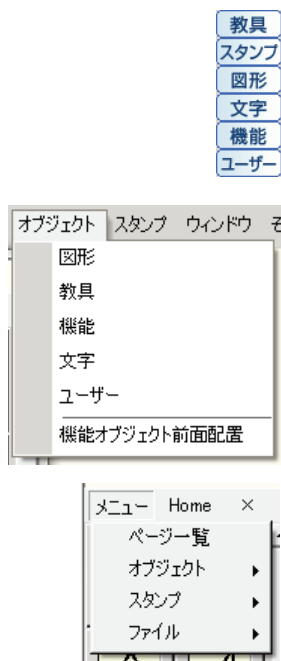 教具
スタンプ
図形
文字
機能
ユーザー
オブジェクト スタンプ ウィンドウ
図形
教具
機能
文字
ユーザー
機能オブジェクト前面配置
メニュー Home ×
ページ一覧
オブジェクト
スタンプ
ファイル